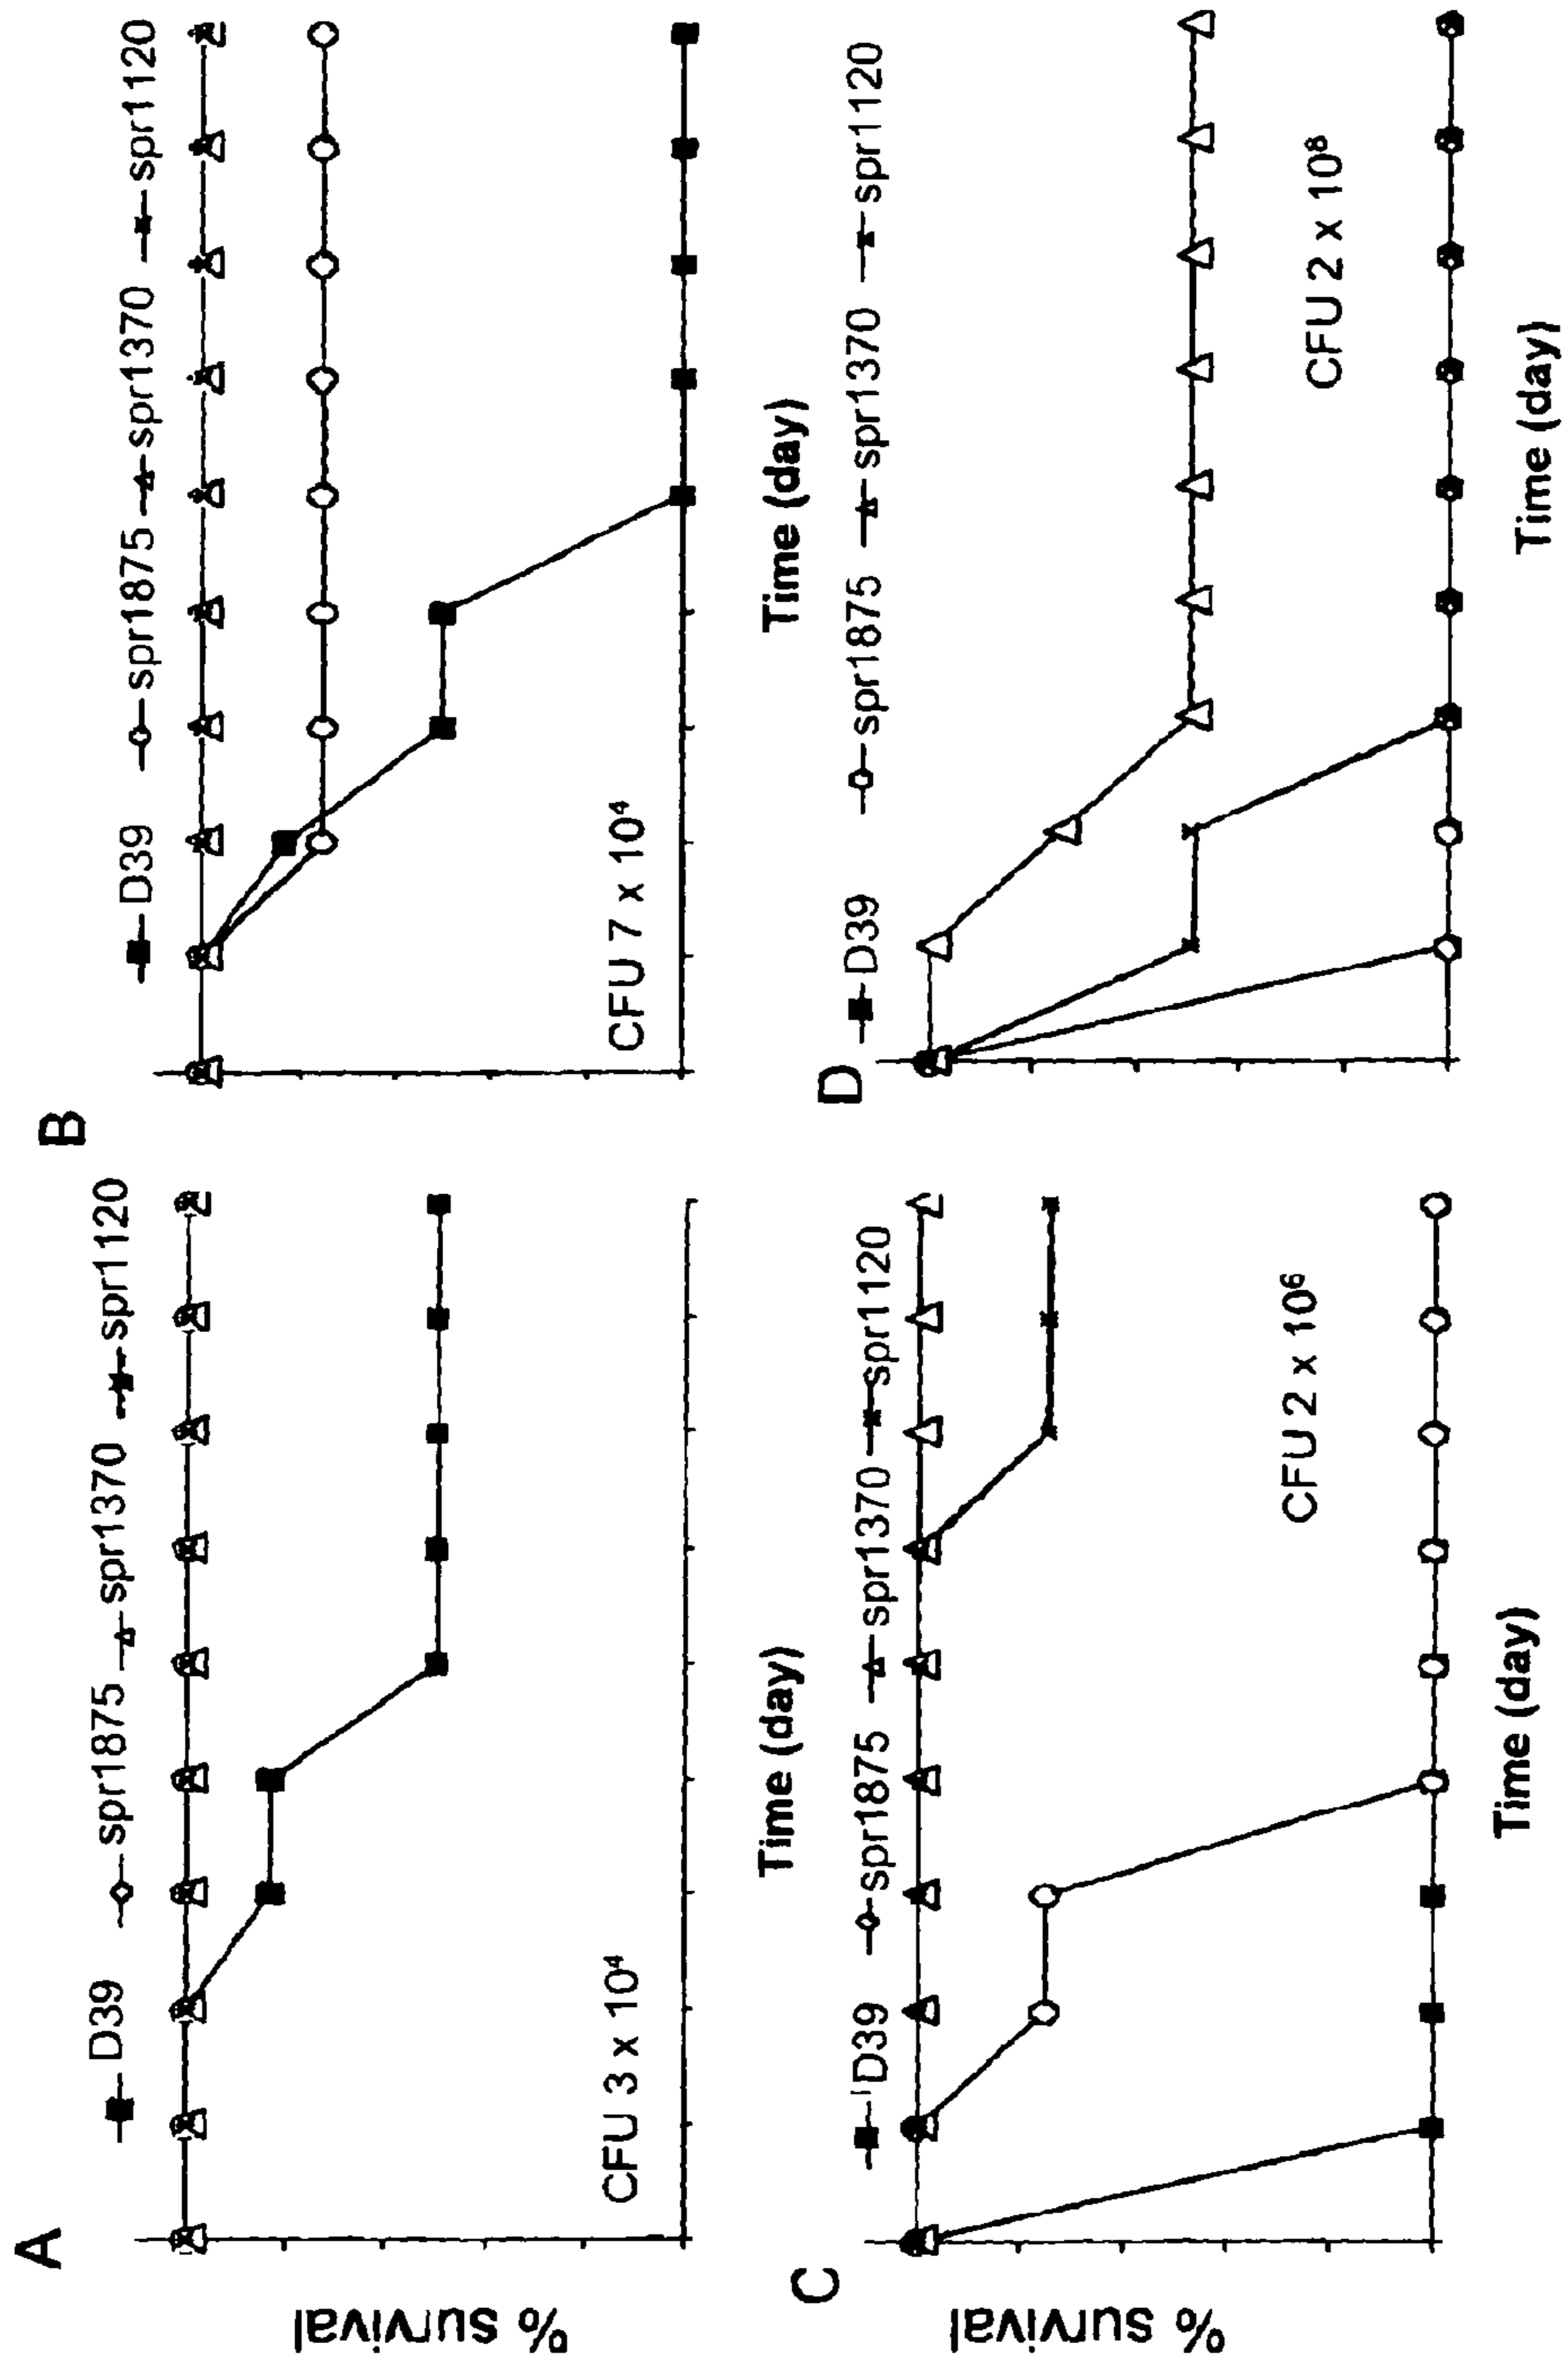 A
D39 spr1875 spr1370 spr1120
% survival
CFU 3 x 10⁴
Time (day)
B
D39 spr1875 spr1370 spr1120
CFU 7 x 10⁴
Time (day)
C
D39 spr1875 spr1370 spr1120
% survival
CFU 2 x 10⁶
Time (day)
D
D39 spr1875 spr1370 spr1120
CFU 2 x 10⁸
Time (day)